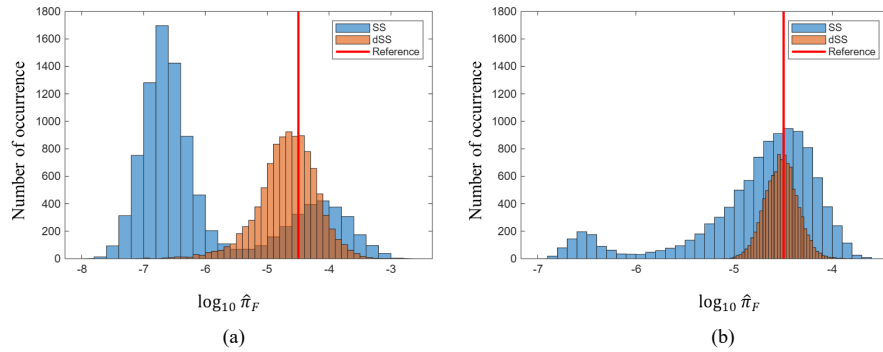 1800
1600
1400
1200
1000
800
600
400
200
0
Number of occurrence
SS
dSS
Reference
-8
-7
-6
-5
-4
-3
log₁₀ π̂_F
(a)
1800
1600
1400
1200
1000
800
600
400
200
0
Number of occurrence
SS
dSS
Reference
-7
-6
-5
-4
log₁₀ π̂_F
(b)